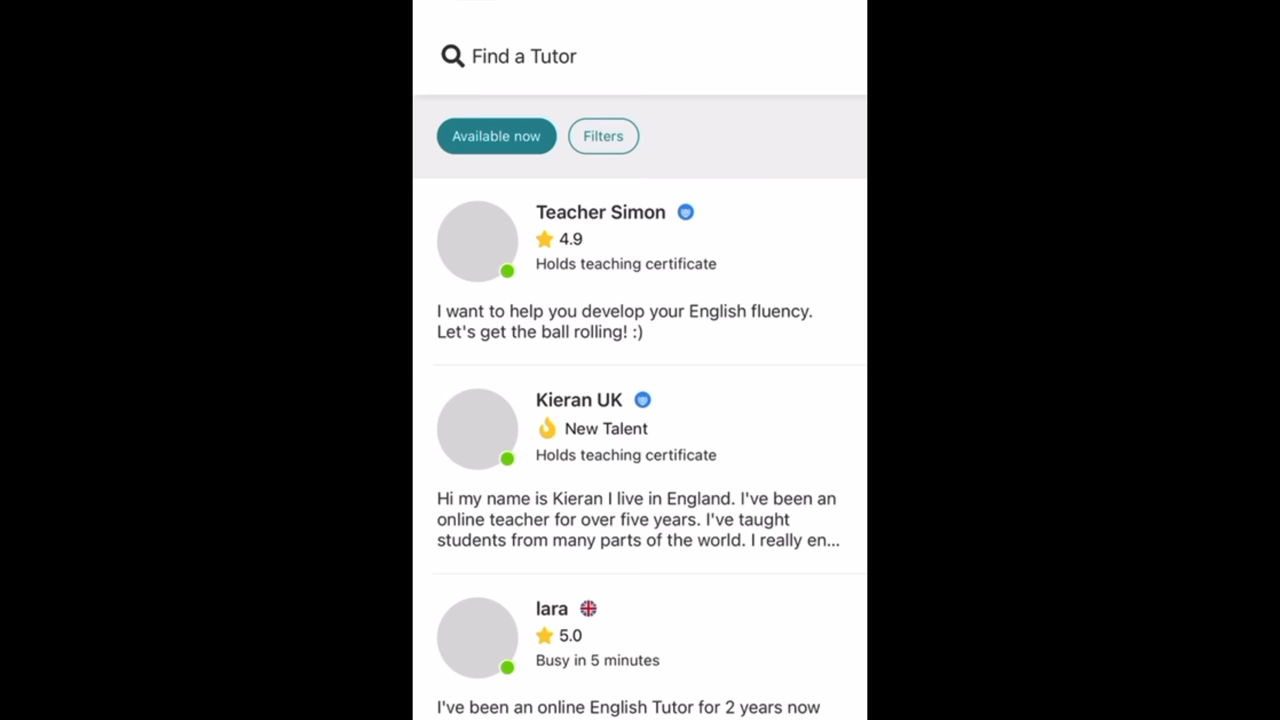 Find a Tutor
Available now
Filters
Teacher Simon
4.9
Holds teaching certificate
I want to help you develop your English fluency.
Let's get the ball rolling! :)
Kieran UK
New Talent
Holds teaching certificate
Hi my name is Kieran I live in England. I've been an
online teacher for over five years. I've taught
students from many parts of the world. I really en...
lara
5.0
Busy in 5 minutes
I've been an online English Tutor for 2 years now